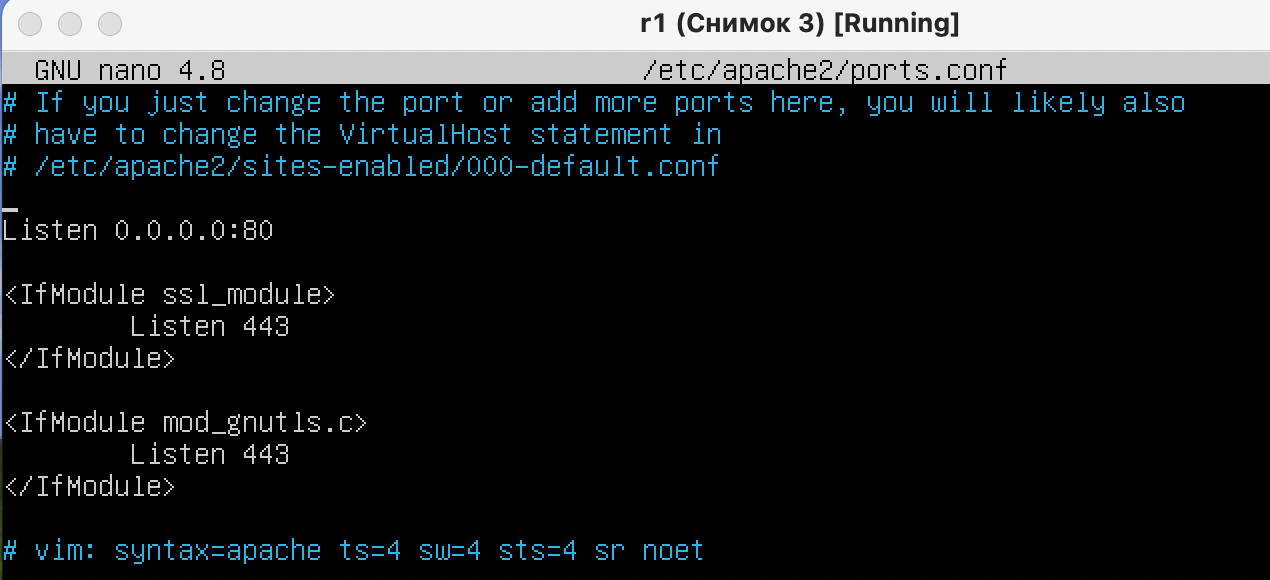 r1 (Снимок 3) [Running]
GNU nano 4.8 /etc/apache2/ports.conf
# If you just change the port or add more ports here, you will likely also
# have to change the VirtualHost statement in
# /etc/apache2/sites-enabled/000-default.conf
Listen 0.0.0.0:80
<IfModule ssl_module>
Listen 443
</IfModule>
<IfModule mod_gnutls.c>
Listen 443
</IfModule>
# vim: syntax=apache ts=4 sw=4 sts=4 sr noet